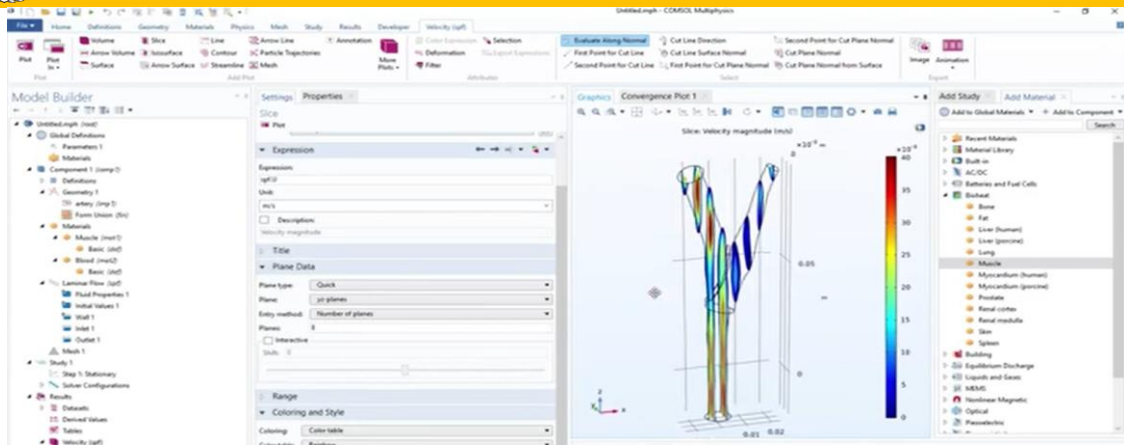 Untitled.mph - COMSOL Multiphysics
File Home Definitions Geometry Materials Physics Mesh Study Results Developer Velocity (spf)
Plot
Plot In
Volume
Arrow Volume
Surface
Slice
Isosurface
Arrow Surface
Line
Contour
Streamline
Arrow Line
Particle Trajectories
Mesh
Annotation
More Plots
Color Expression
Deformation
Filter
Selection
Export Expressions
Evaluate Along Normal
First Point for Cut Line
Second Point for Cut Line
Cut Line Direction
Cut Line Surface Normal
First Point for Cut Plane Normal
Second Point for Cut Plane Normal
Cut Plane Normal
Cut Plane Normal from Surface
Image
Animation
Plot
Add Plot
Attributes
Select
Export
Model Builder
Untitled.mph (root)
Global Definitions
Parameters 1
Materials
Component 1 (comp1)
Definitions
Geometry 1
artery (imp1)
Form Union (fin)
Materials
Muscle (mat1)
Basic (def)
Blood (mat2)
Basic (def)
Laminar Flow (spf)
Fluid Properties 1
Initial Values 1
Wall 1
Inlet 1
Outlet 1
Mesh 1
Study 1
Step 1: Stationary
Solver Configurations
Results
Datasets
Derived Values
Tables
Velocity (spf)
Settings Properties
Slice
Plot
Expression
Expression:
spf.U
Unit:
m/s
Description:
Velocity magnitude
Title
Plane Data
Plane type: Quick
Plane: yz-planes
Entry method: Number of planes
Planes: 8
Interactive
Shift: 0
Range
Coloring and Style
Coloring: Color table
Graphics Convergence Plot 1
Slice: Velocity magnitude (m/s)
0
0.05
m
0
0.01 0.02
z
y x
40
35
30
25
20
15
10
5
0
Add Study Add Material
Add to Global Materials Add to Component
Search
Recent Materials
Material Library
Built-in
AC/DC
Batteries and Fuel Cells
Bioheat
Bone
Fat
Liver (human)
Liver (porcine)
Lung
Muscle
Myocardium (human)
Myocardium (porcine)
Prostate
Renal cortex
Renal medulla
Skin
Spleen
Building
Equilibrium Discharge
Liquids and Gases
MEMS
Nonlinear Magnetic
Optical
Piezoelectric